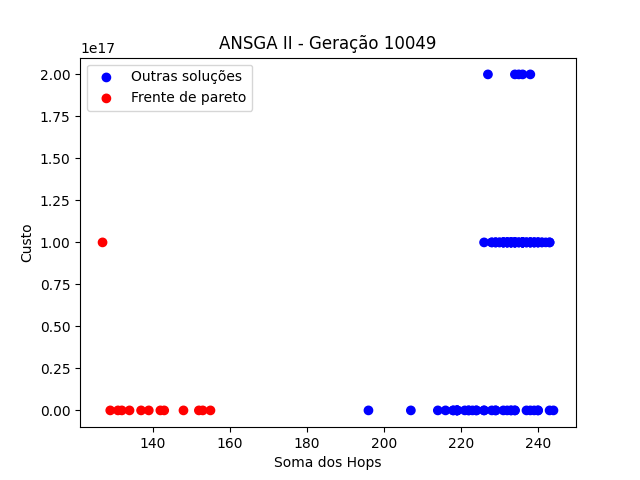 ANSGA II - Geração 10049
1e17
Outras soluções
Frente de pareto
2.00
1.75
1.50
1.25
1.00
0.75
0.50
0.25
0.00
Custo
140 160 180 200 220 240
Soma dos Hops